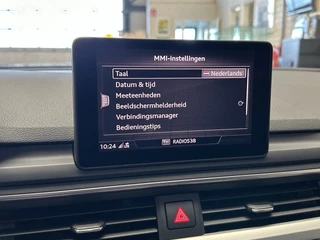 MMI-instellingen
Taal Nederlands
Datum & tijd
Meeteenheden
Beeldschermhelderheid
Verbindingsmanager
Bedieningstips
10:24 RADIO538